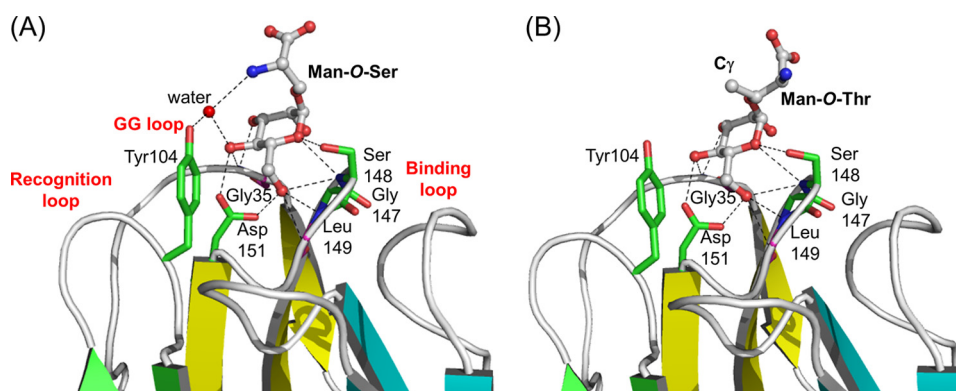 (A)
Man-O-Ser
water
GG loop
Tyr104
Recognition
loop
Gly35
Asp
151
Ser
148
Gly
147
Leu
149
Binding
loop
(B)
Cγ
Man-O-Thr
Tyr104
Gly35
Asp
151
Ser
148
Gly
147
Leu
149